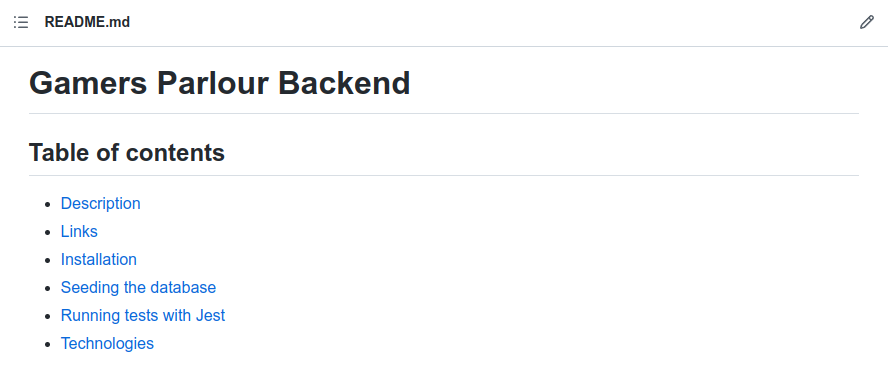 README.md
Gamers Parlour Backend
Table of contents
Description
Links
Installation
Seeding the database
Running tests with Jest
Technologies